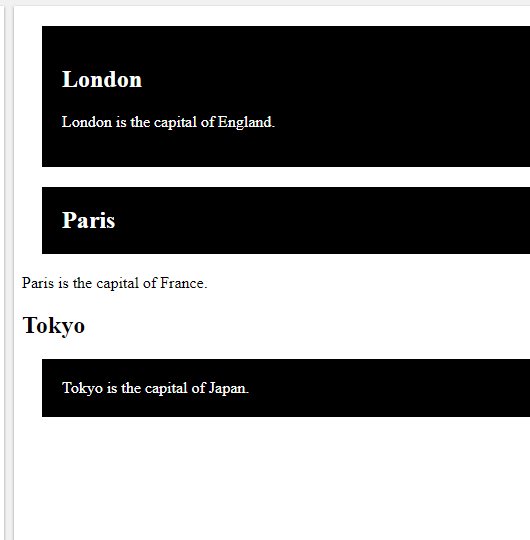 London
London is the capital of England.
Paris
Paris is the capital of France.
Tokyo
Tokyo is the capital of Japan.